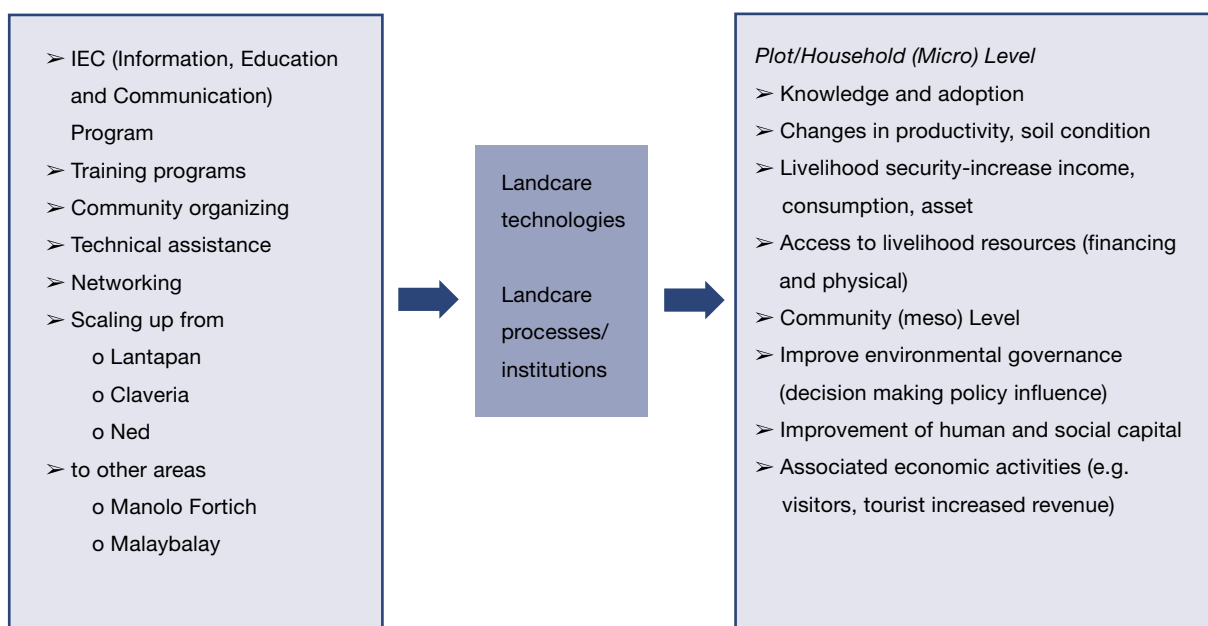 ➢ IEC (Information, Education
and Communication)
Program
➢ Training programs
➢ Community organizing
➢ Technical assistance
➢ Networking
➢ Scaling up from
o Lantapan
o Claveria
o Ned
➢ to other areas
o Manolo Fortich
o Malaybalay
Landcare
technologies
Landcare
processes/
institutions
Plot/Household (Micro) Level
➢ Knowledge and adoption
➢ Changes in productivity, soil condition
➢ Livelihood security-increase income,
consumption, asset
➢ Access to livelihood resources (financing
and physical)
➢ Community (meso) Level
➢ Improve environmental governance
(decision making policy influence)
➢ Improvement of human and social capital
➢ Associated economic activities (e.g.
visitors, tourist increased revenue)